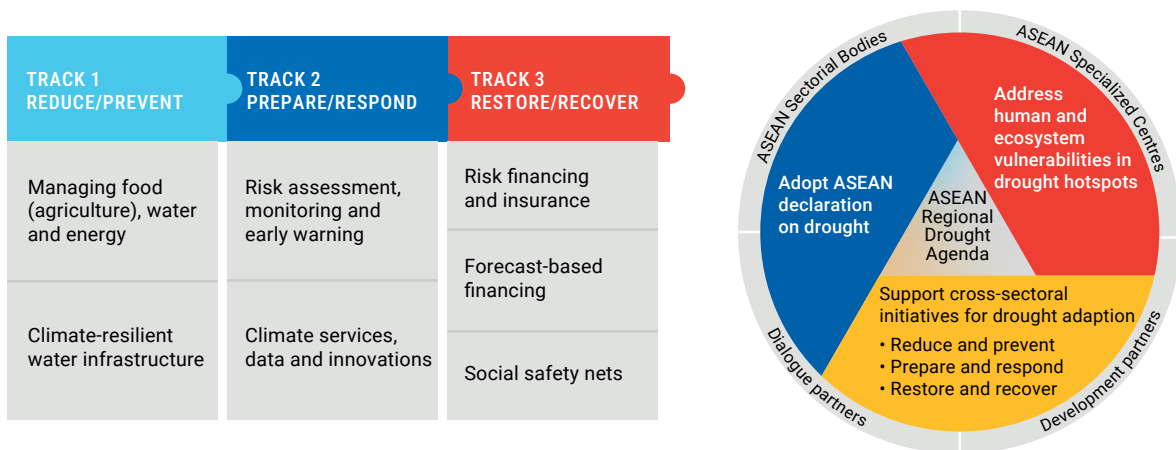 TRACK 1
REDUCE/PREVENT
TRACK 2
PREPARE/RESPOND
TRACK 3
RESTORE/RECOVER
Managing food
(agriculture), water
and energy
Climate-resilient
water infrastructure
Risk assessment,
monitoring and
early warning
Climate services,
data and innovations
Risk financing
and insurance
Forecast-based
financing
Social safety nets
ASEAN Sectorial Bodies
ASEAN Specialized Centres
Adopt ASEAN
declaration
on drought
Address
human and
ecosystem
vulnerabilities in
drought hotspots
ASEAN
Regional
Drought
Agenda
Support cross-sectoral
initiatives for drought adaption
• Reduce and prevent
• Prepare and respond
• Restore and recover
Dialogue partners
Development partners